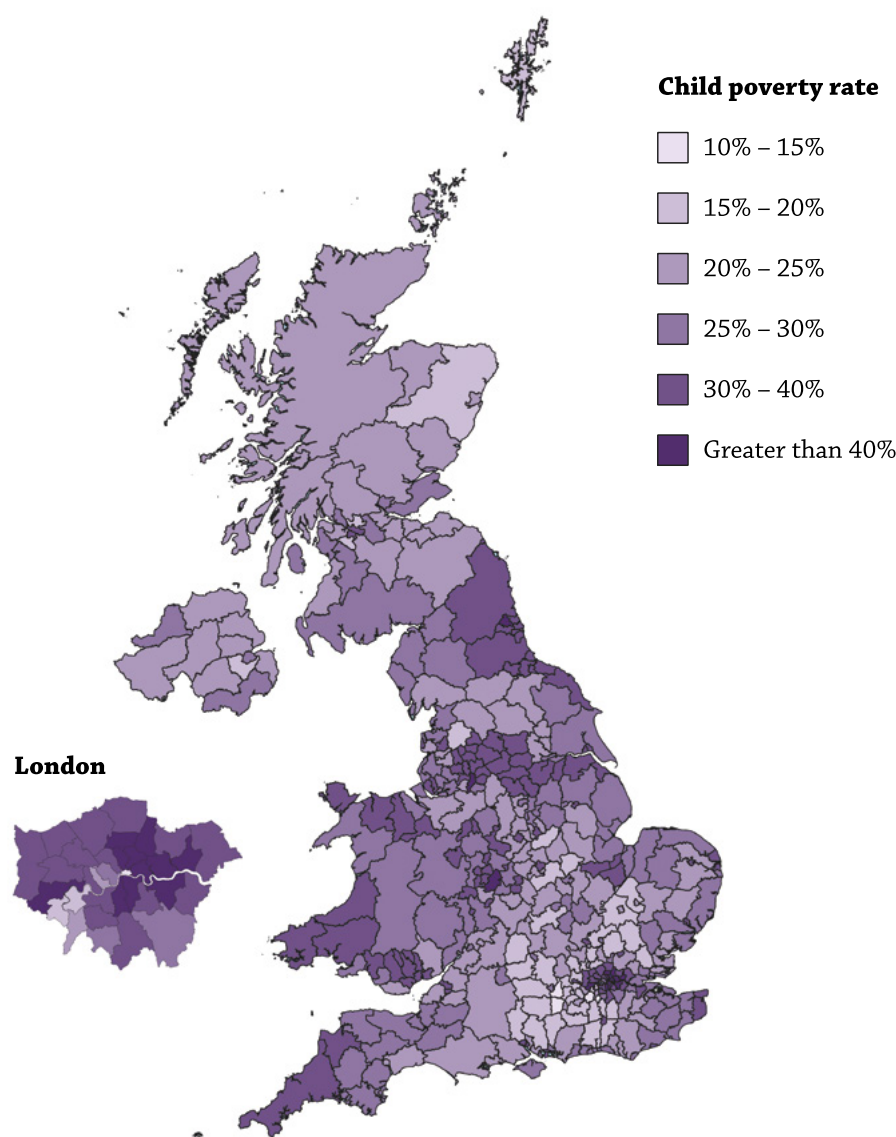 Child poverty rate
10% – 15%
15% – 20%
20% – 25%
25% – 30%
30% – 40%
Greater than 40%
London